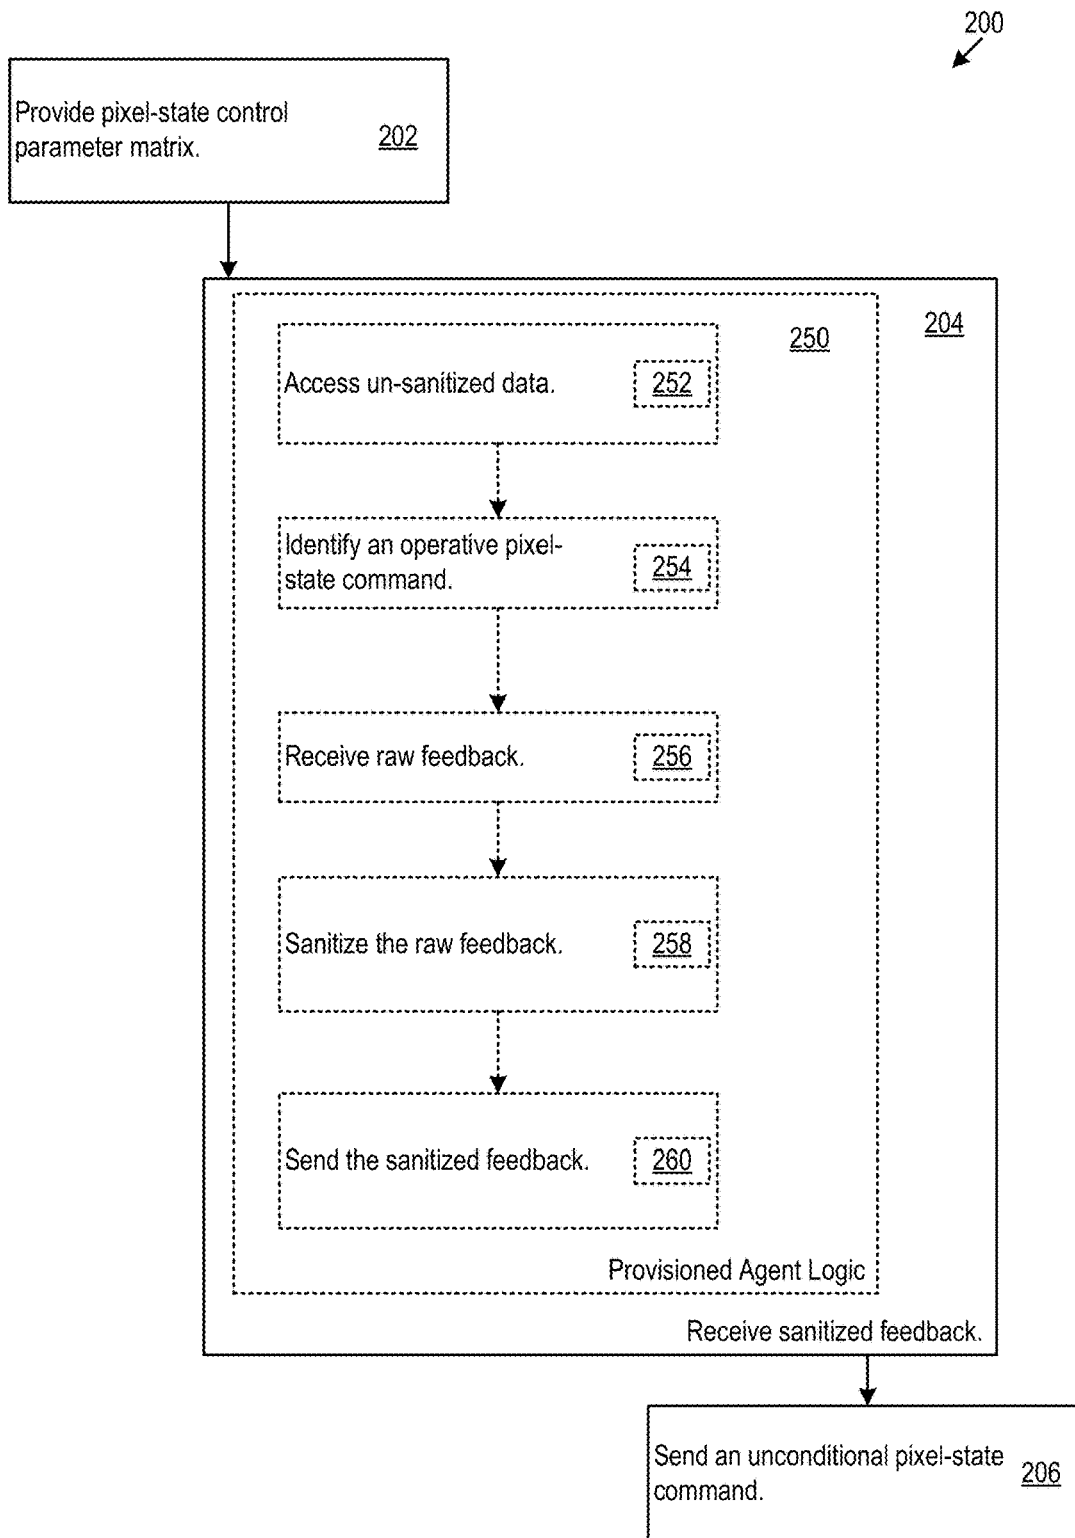 200
Provide pixel-state control
parameter matrix.
202
204
250
Access un-sanitized data.
252
Identify an operative pixel-
state command.
254
Receive raw feedback.
256
Sanitize the raw feedback.
258
Send the sanitized feedback.
260
Provisioned Agent Logic
Receive sanitized feedback.
Send an unconditional pixel-state
command.
206